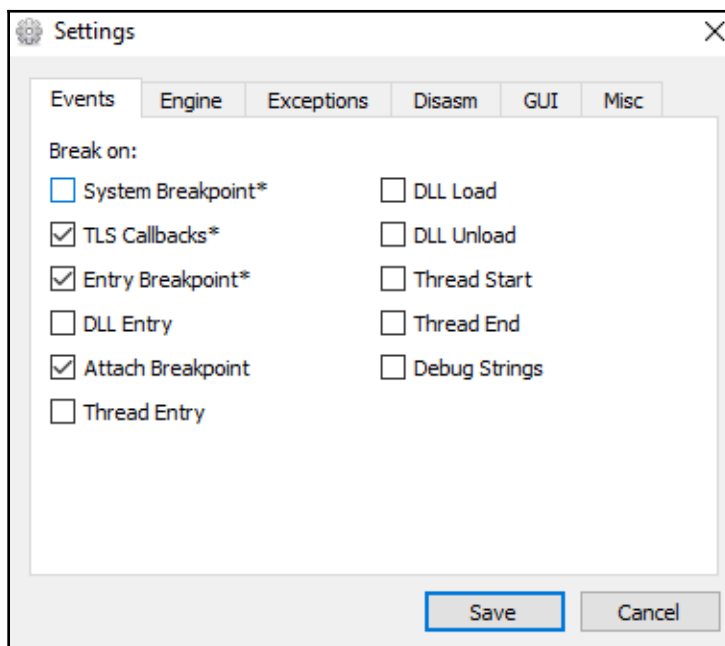 Settings
Events Engine Exceptions Disasm GUI Misc
Break on:
System Breakpoint* DLL Load
TLS Callbacks* DLL Unload
Entry Breakpoint* Thread Start
DLL Entry Thread End
Attach Breakpoint Debug Strings
Thread Entry
Save Cancel